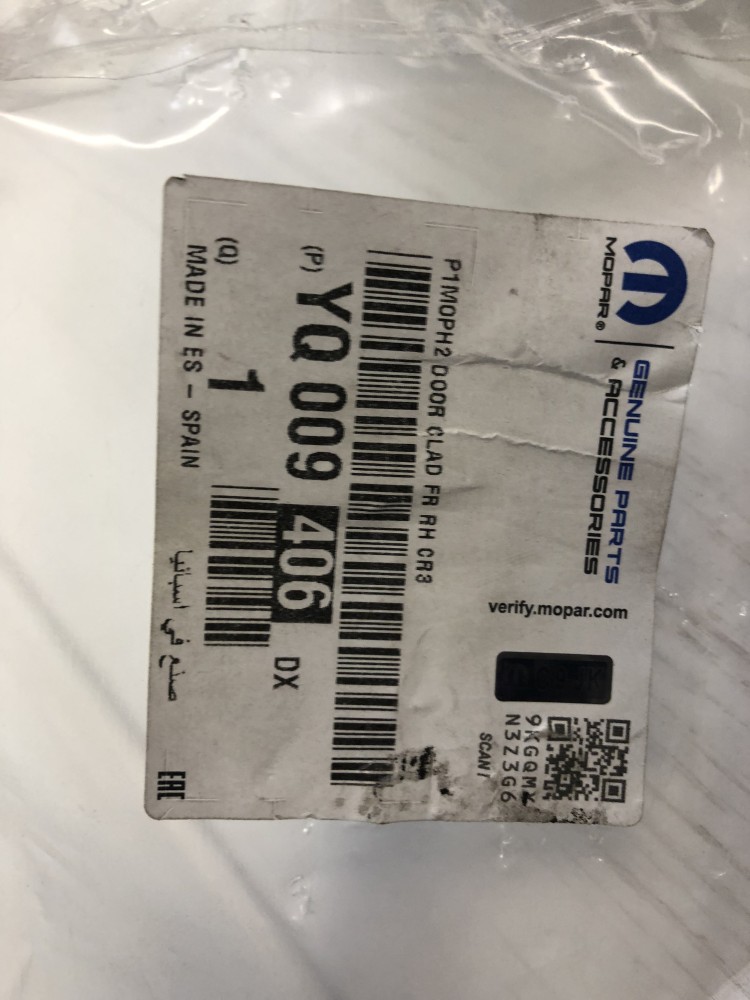 MOPAR®
GENUINE PARTS
& ACCESSORIES
verify.mopar.com
N3Z3G6
SCAN
P1MOPH2 DOOR CLAD FR RH CR3
(P) YQ 009 406 DX
(Q) 1
MADE IN ES - SPAIN
صنع في اسبانيا
EAC